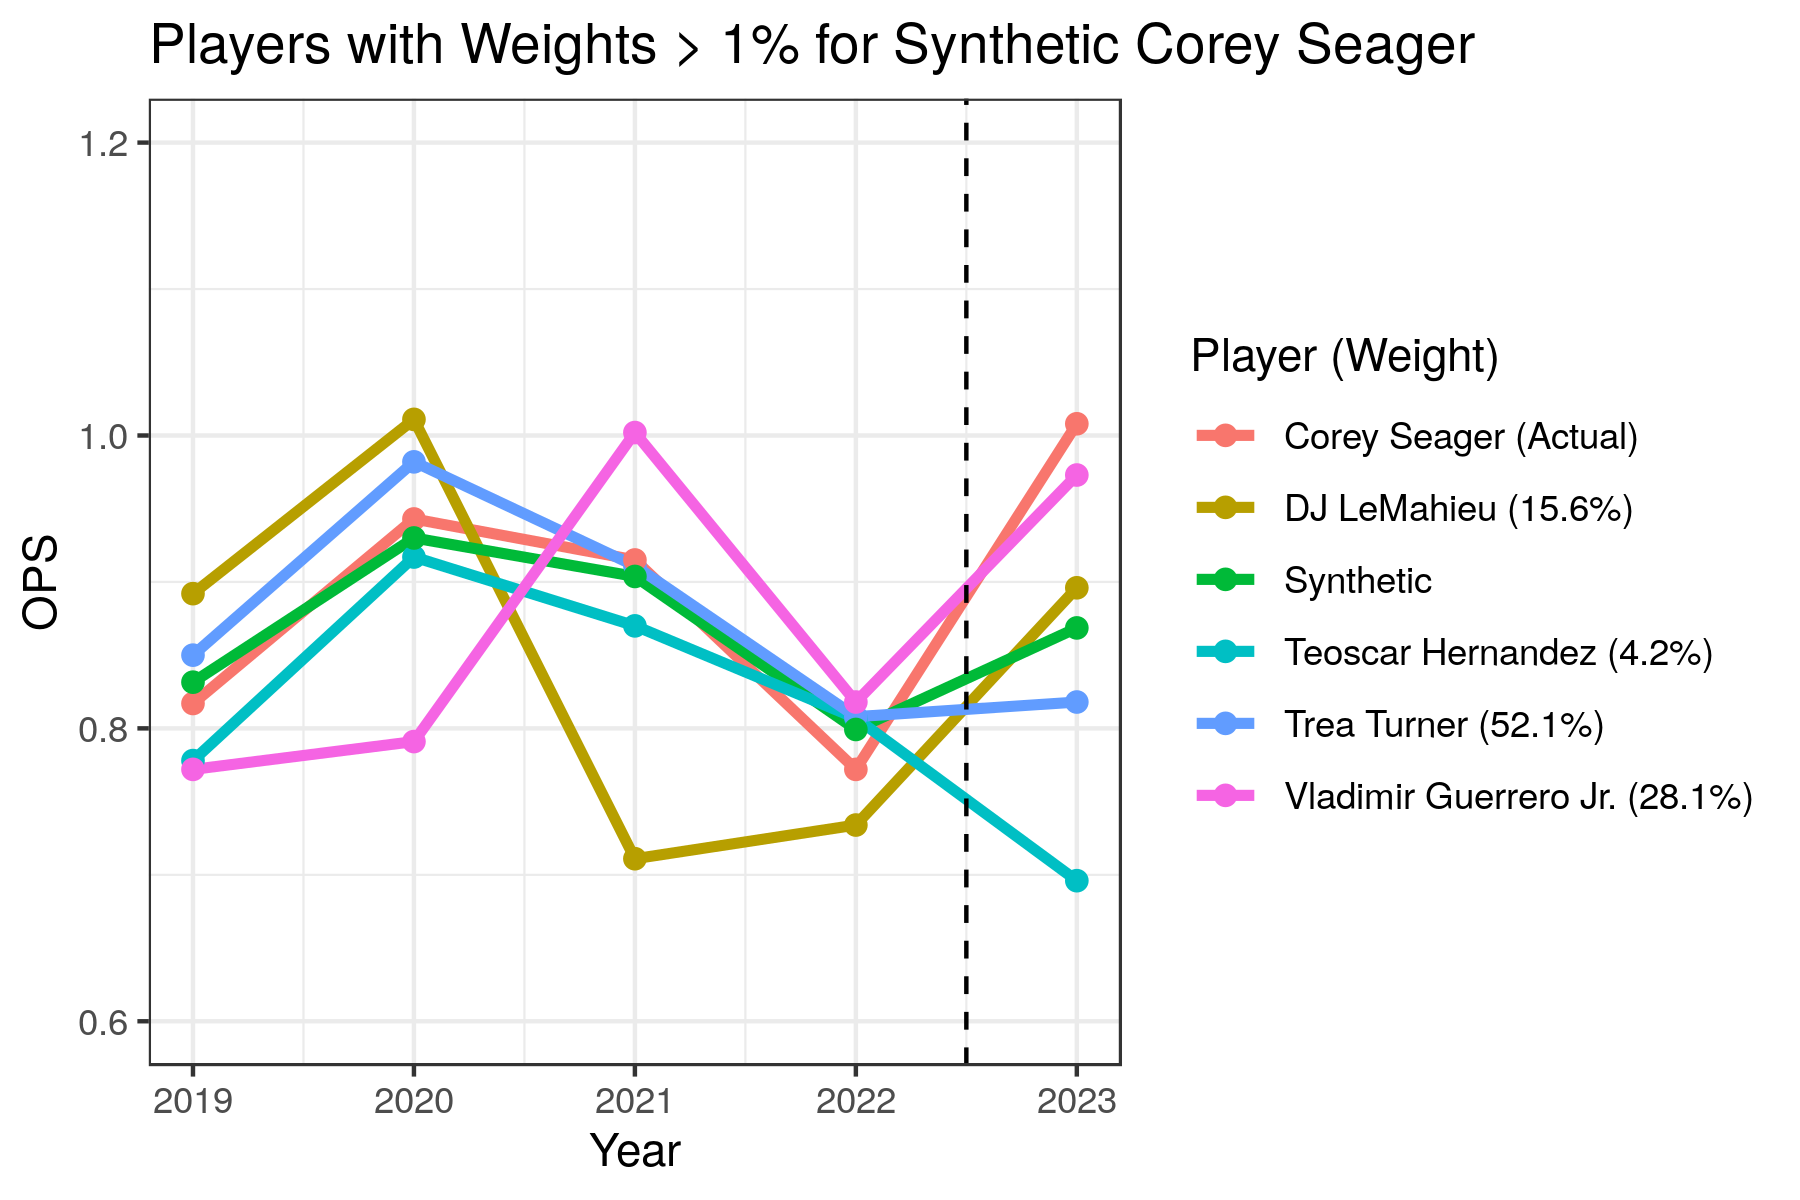 Players with Weights > 1% for Synthetic Corey Seager
1.2
1.0
0.8
0.6
OPS
2019 2020 2021 2022 2023
Year
Player (Weight)
Corey Seager (Actual)
DJ LeMahieu (15.6%)
Synthetic
Teoscar Hernandez (4.2%)
Trea Turner (52.1%)
Vladimir Guerrero Jr. (28.1%)